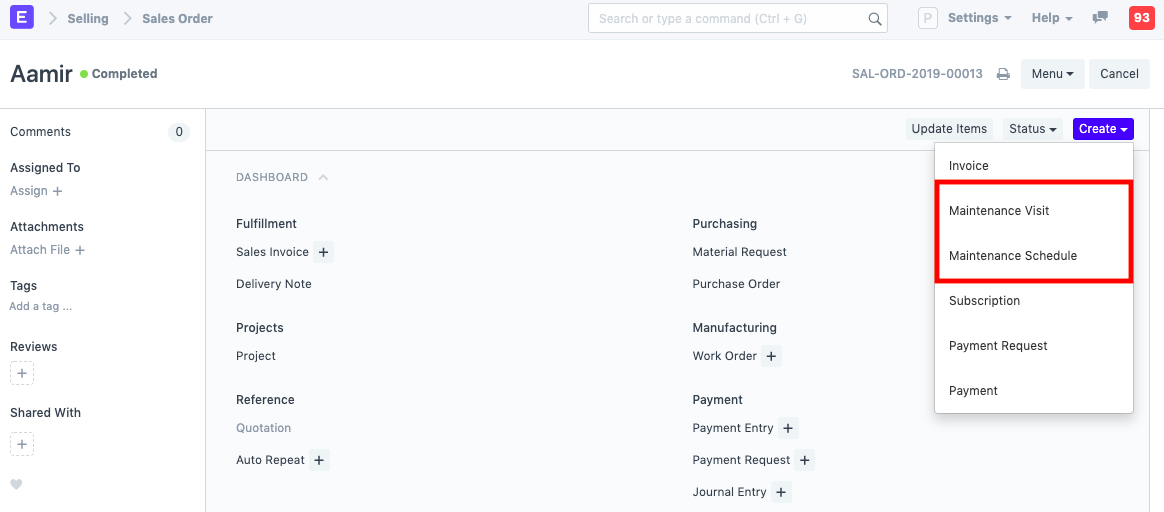 E Selling Sales Order Search or type a command (Ctrl + G) P Settings Help 93
Aamir Completed SAL-ORD-2019-00013 Menu Cancel
Comments 0
Assigned To
Assign +
Attachments
Attach File +
Tags
Add a tag ...
Reviews
+
Shared With
+
Update Items Status Create
Invoice
Maintenance Visit
Maintenance Schedule
Subscription
Payment Request
Payment
DASHBOARD
Fulfillment
Sales Invoice +
Delivery Note
Projects
Project
Reference
Quotation
Auto Repeat +
Purchasing
Material Request
Purchase Order
Manufacturing
Work Order +
Payment
Payment Entry +
Payment Request +
Journal Entry +